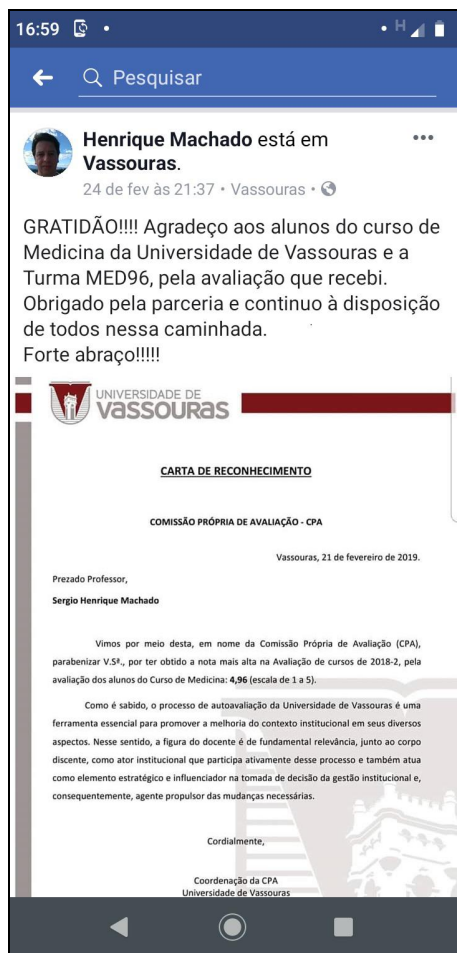 16:59
H
Pesquisar
Henrique Machado está em
Vassouras.
24 de fev às 21:37 • Vassouras •
GRATIDÃO!!!! Agradeço aos alunos do curso de
Medicina da Universidade de Vassouras e a
Turma MED96, pela avaliação que recebi.
Obrigado pela parceria e continuo à disposição
de todos nessa caminhada.
Forte abraço!!!!!
UNIVERSIDADE DE
VassOURas
CARTA DE RECONHECIMENTO
COMISSÃO PRÓPRIA DE AVALIAÇÃO - CPA
Vassouras, 21 de fevereiro de 2019.
Prezado Professor,
Sergio Henrique Machado
Vimos por meio desta, em nome da Comissão Própria de Avaliação (CPA),
parabenizar V.Sª., por ter obtido a nota mais alta na Avaliação de cursos de 2018-2, pela
avaliação dos alunos do Curso de Medicina: 4,96 (escala de 1 a 5).
Como é sabido, o processo de autoavaliação da Universidade de Vassouras é uma
ferramenta essencial para promover a melhoria do contexto institucional em seus diversos
aspectos. Nesse sentido, a figura do docente é de fundamental relevância, junto ao corpo
discente, como ator institucional que participa ativamente desse processo e também atua
como elemento estratégico e influenciador na tomada de decisão da gestão institucional e,
consequentemente, agente propulsor das mudanças necessárias.
Cordialmente,
Coordenação da CPA
Universidade de Vassouras